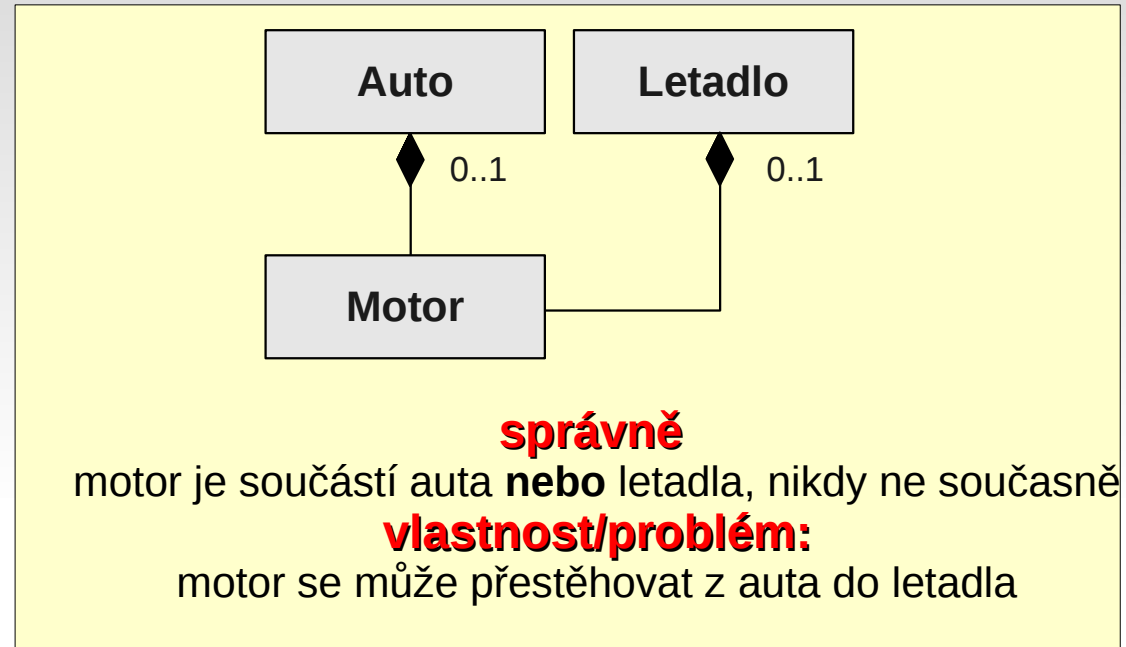 Auto
Letadlo
0..1
0..1
Motor
správně
motor je součástí auta nebo letadla, nikdy ne současně
vlastnost/problém:
motor se může přestěhovat z auta do letadla